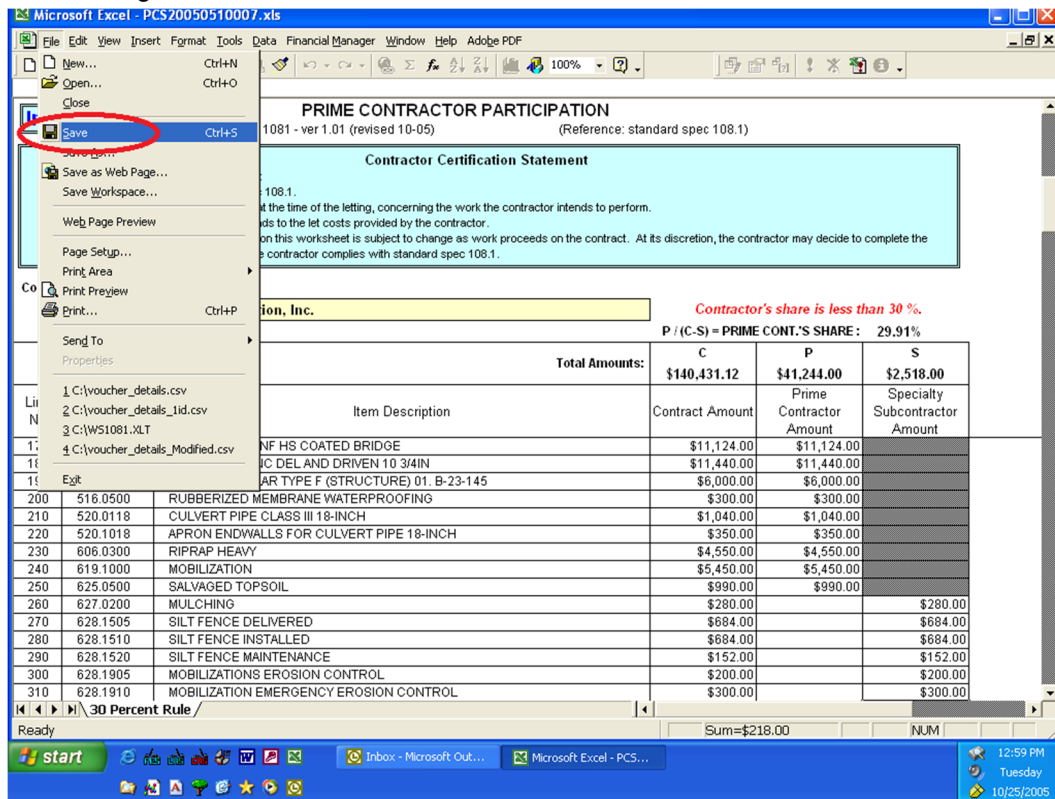 Microsoft Excel - PCS20050510007.xls
File Edit View Insert Format Tools Data Financial Manager Window Help Adobe PDF
New... Ctrl+N
100%
Open... Ctrl+O
Close
PRIME CONTRACTOR PARTICIPATION
Save Ctrl+S
1081 - ver 1.01 (revised 10-05) (Reference: standard spec 108.1)
Save As...
Contractor Certification Statement
Save as Web Page...
Save Workspace...
108.1.
at the time of the letting, concerning the work the contractor intends to perform.
Web Page Preview
ds to the let costs provided by the contractor.
on this worksheet is subject to change as work proceeds on the contract. At its discretion, the contractor may decide to complete the
Page Setup...
e contractor complies with standard spec 108.1.
Print Area
Co
Print Preview
Print... Ctrl+P
tion, Inc.
Contractor's share is less than 30 %.
P / (C-S) = PRIME CONT.'S SHARE : 29.91%
Send To
Properties
C P S
Total Amounts:
$140,431.12 $41,244.00 $2,518.00
1 C:\voucher_details.csv
2 C:\voucher_details_1id.csv
3 C:\WS1081.XLT
4 C:\voucher_details_Modified.csv
Exit
Li
N
Item Description
Contract Amount
Prime
Contractor
Amount
Specialty
Subcontractor
Amount
NF HS COATED BRIDGE $11,124.00 $11,124.00
NC DEL AND DRIVEN 10 3/4IN $11,440.00 $11,440.00
AR TYPE F (STRUCTURE) 01. B-23-145 $6,000.00 $6,000.00
200 516.0500 RUBBERIZED MEMBRANE WATERPROOFING $300.00 $300.00
210 520.0118 CULVERT PIPE CLASS III 18-INCH $1,040.00 $1,040.00
220 520.1018 APRON ENDWALLS FOR CULVERT PIPE 18-INCH $350.00 $350.00
230 606.0300 RIPRAP HEAVY $4,550.00 $4,550.00
240 619.1000 MOBILIZATION $5,450.00 $5,450.00
250 625.0500 SALVAGED TOPSOIL $990.00 $990.00
260 627.0200 MULCHING $280.00 $280.00
270 628.1505 SILT FENCE DELIVERED $684.00 $684.00
280 628.1510 SILT FENCE INSTALLED $684.00 $684.00
290 628.1520 SILT FENCE MAINTENANCE $152.00 $152.00
300 628.1905 MOBILIZATIONS EROSION CONTROL $200.00 $200.00
310 628.1910 MOBILIZATION EMERGENCY EROSION CONTROL $300.00 $300.00
30 Percent Rule
Ready Sum=$218.00 NUM
start Inbox - Microsoft Out... Microsoft Excel - PCS... 12:59 PM
Tuesday
10/25/2005